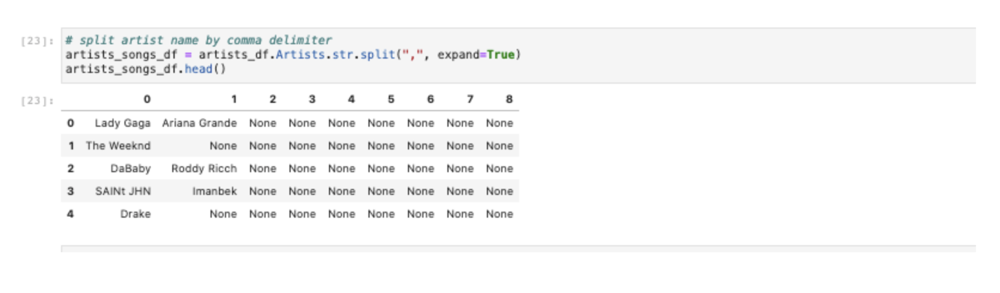 [23]: # split artist name by comma delimiter
artists_songs_df = artists_df.Artists.str.split(",", expand=True)
artists_songs_df.head()
[23]: 0 1 2 3 4 5 6 7 8
0 Lady Gaga Ariana Grande None None None None None None None
1 The Weeknd None None None None None None None None
2 DaBaby Roddy Ricch None None None None None None None
3 SAINt JHN Imanbek None None None None None None None
4 Drake None None None None None None None None